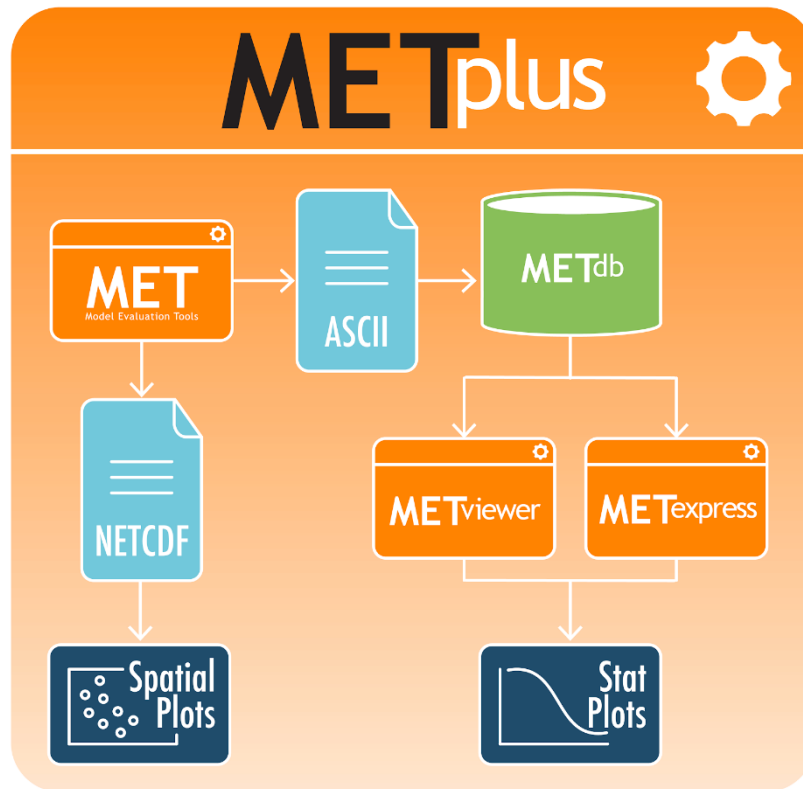 METplus
MET
Model Evaluation Tools
ASCII
METdb
NETCDF
METviewer
METexpress
Spatial
Plots
Stat
Plots